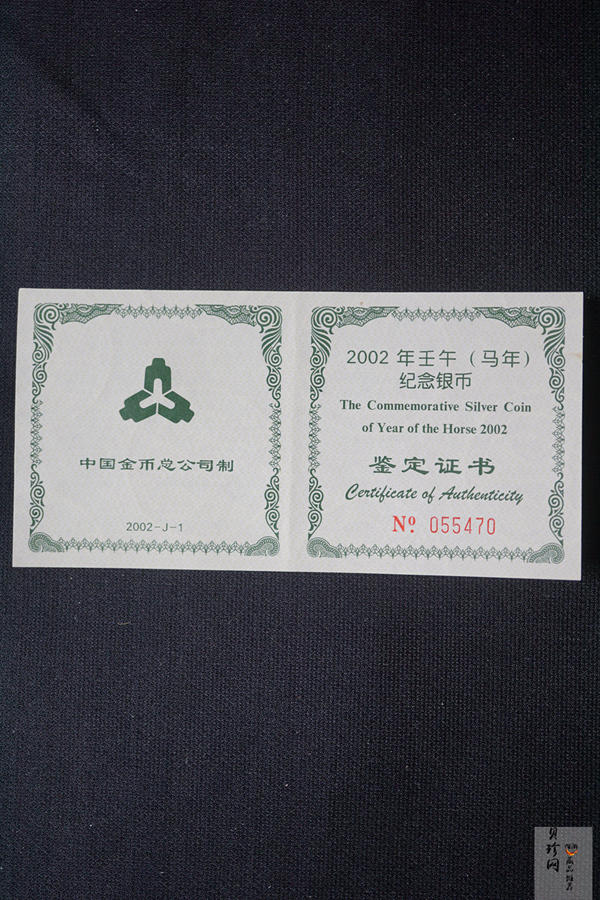 中国金币总公司制
2002-J-1
2002 年壬午（马年）
纪念银币
The Commemorative Silver Coin
of Year of the Horse 2002
鉴定证书
Certificate of Authenticity
Nº 055470
贝珍网